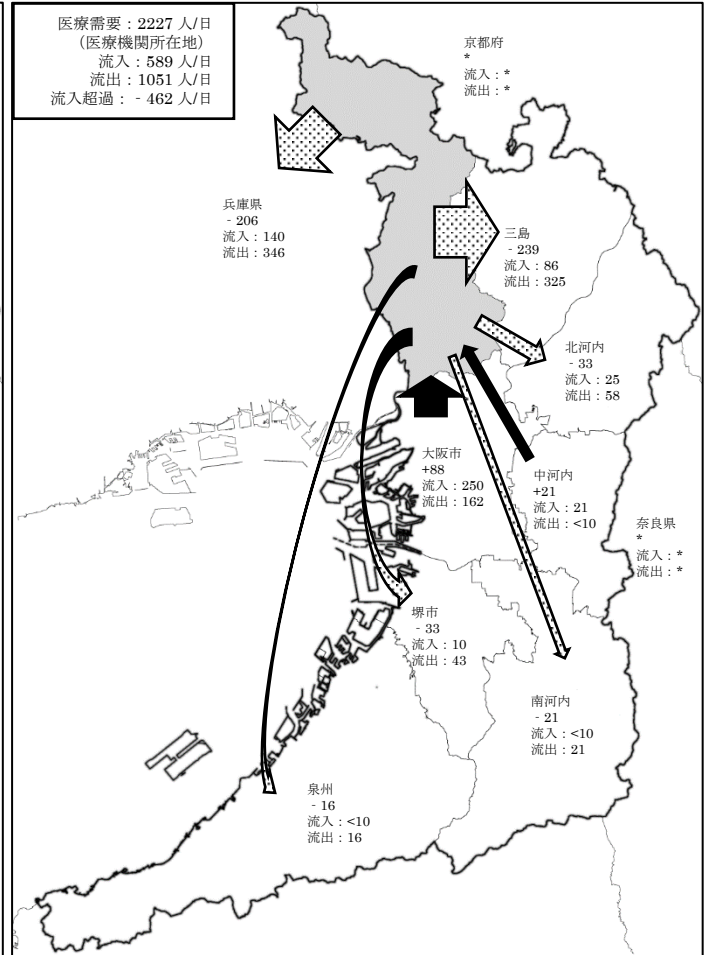 医療需要：2227 人/日
（医療機関所在地）
流入：589 人/日
流出：1051 人/日
流入超過：‐462 人/日
京都府
*
流入：*
流出：*
兵庫県
‐206
流入：140
流出：346
三島
‐239
流入：86
流出：325
北河内
‐33
流入：25
流出：58
大阪市
+88
流入：250
流出：162
中河内
+21
流入：21
流出：<10
奈良県
*
流入：*
流出：*
堺市
‐33
流入：10
流出：43
南河内
‐21
流入：<10
流出：21
泉州
‐16
流入：<10
流出：16